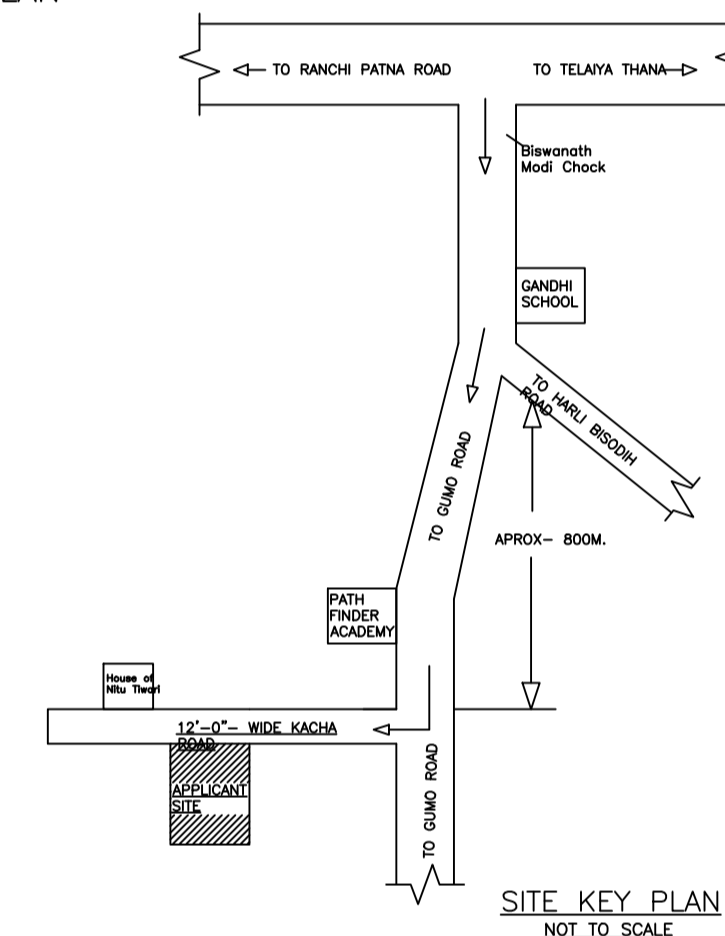 TO RANCHI PATNA ROAD
TO TELAIYA THANA
Biswanath
Modi Chock
GANDHI
SCHOOL
TO HARLI BISODIH
ROAD
TO GUMO ROAD
APROX- 800M.
PATH
FINDER
ACADEMY
House of
Nitu Tiwari
12'-0"- WIDE KACHA
ROAD
APPLICANT
SITE
TO GUMO ROAD
SITE KEY PLAN
NOT TO SCALE